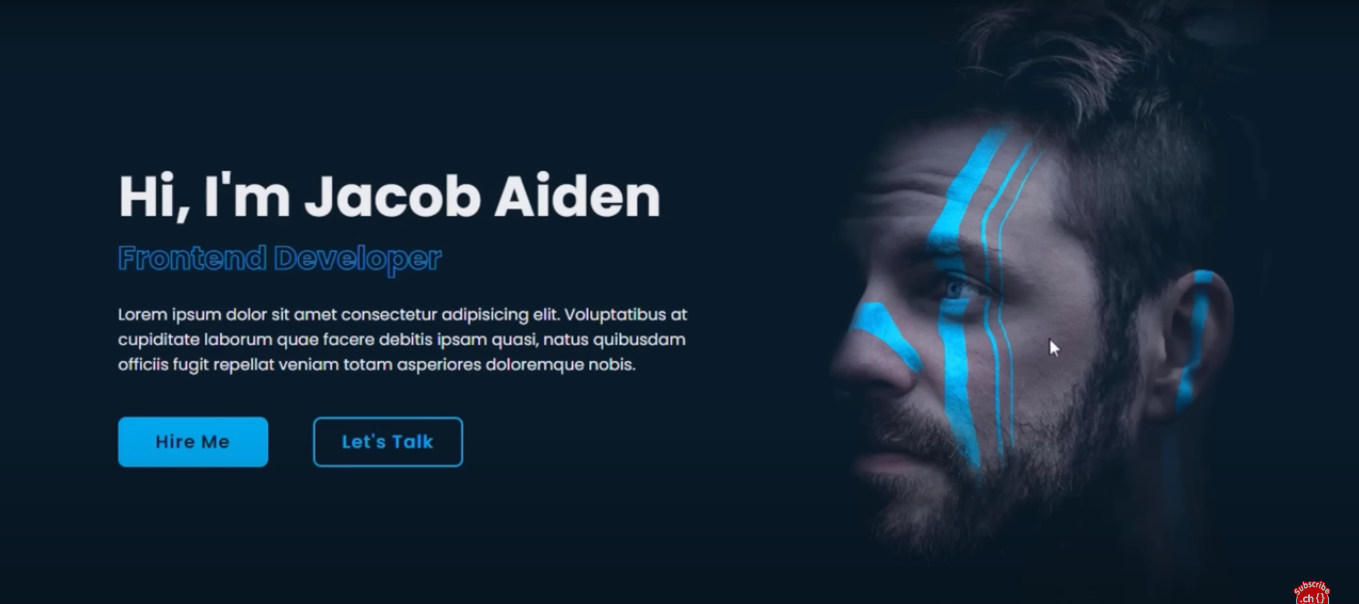 Hi, I'm Jacob Aiden
Frontend Developer
Lorem ipsum dolor sit amet consectetur adipisicing elit. Voluptatibus at
cupiditate laborum quae facere debitis ipsam quasi, natus quibusdam
officiis fugit repellat veniam totam asperiores doloremque nobis.
Hire Me
Let's Talk
Subscribe
.ch {}